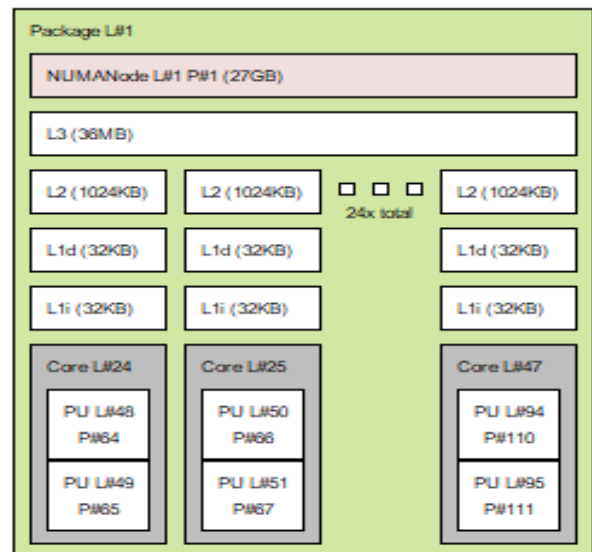 Package L#1
NUMANode L#1 P#1 (27GB)
L3 (36MB)
L2 (1024KB) L2 (1024KB) L2 (1024KB)
24x total
L1d (32KB) L1d (32KB) L1d (32KB)
L1i (32KB) L1i (32KB) L1i (32KB)
Core L#24 Core L#25 Core L#47
PU L#48 PU L#50 PU L#94
P#64 P#66 P#110
PU L#49 PU L#51 PU L#95
P#65 P#67 P#111